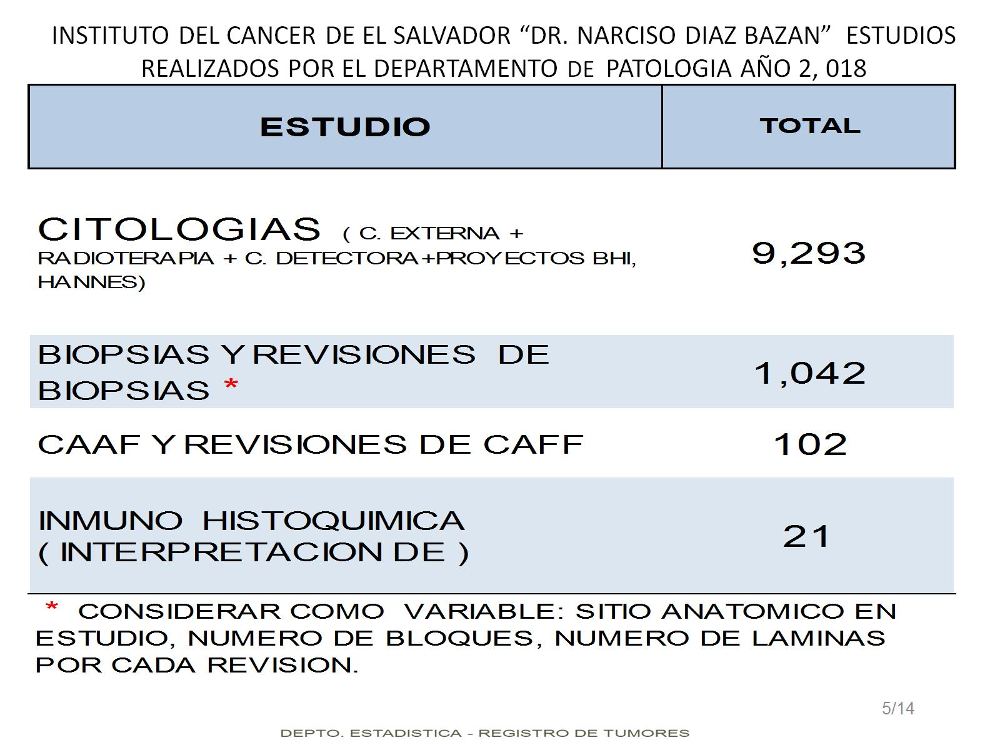 INSTITUTO DEL CANCER DE EL SALVADOR “DR. NARCISO DIAZ BAZAN” ESTUDIOS
REALIZADOS POR EL DEPARTAMENTO DE PATOLOGIA AÑO 2, 018
ESTUDIO TOTAL
CITOLOGIAS ( C. EXTERNA +
RADIOTERAPIA + C. DETECTORA+PROYECTOS BHI,
HANNES)
9,293
BIOPSIAS Y REVISIONES DE
BIOPSIAS *
1,042
CAAF Y REVISIONES DE CAFF 102
INMUNO HISTOQUIMICA
( INTERPRETACION DE )
21
* CONSIDERAR COMO VARIABLE: SITIO ANATOMICO EN
ESTUDIO, NUMERO DE BLOQUES, NUMERO DE LAMINAS
POR CADA REVISION.
5/14
DEPTO. ESTADISTICA - REGISTRO DE TUMORES